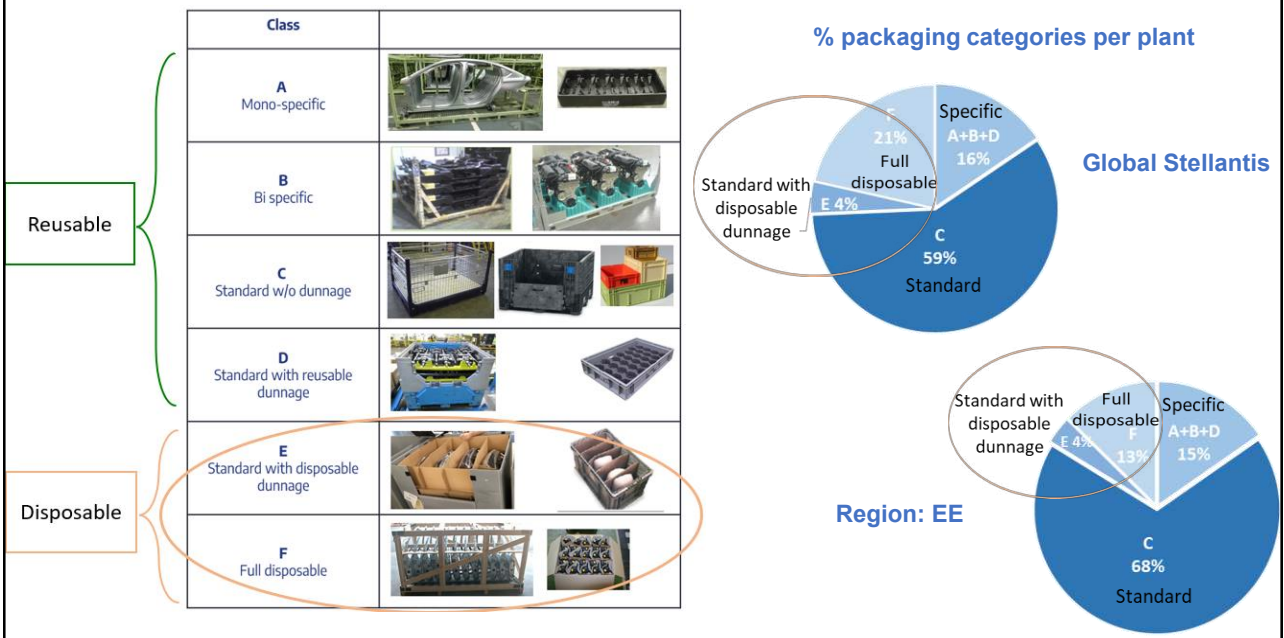 Class
A
Mono-specific
B
Bi specific
C
Standard w/o dunnage
D
Standard with reusable
dunnage
E
Standard with disposable
dunnage
F
Full disposable
Reusable
Disposable
% packaging categories per plant
Global Stellantis
F
21%
Full
disposable
Specific
A+B+D
16%
Standard with
disposable
dunnage
E 4%
C
59%
Standard
Region: EE
Standard with
disposable
dunnage
E 4%
Full
disposable
F
13%
Specific
A+B+D
15%
C
68%
Standard